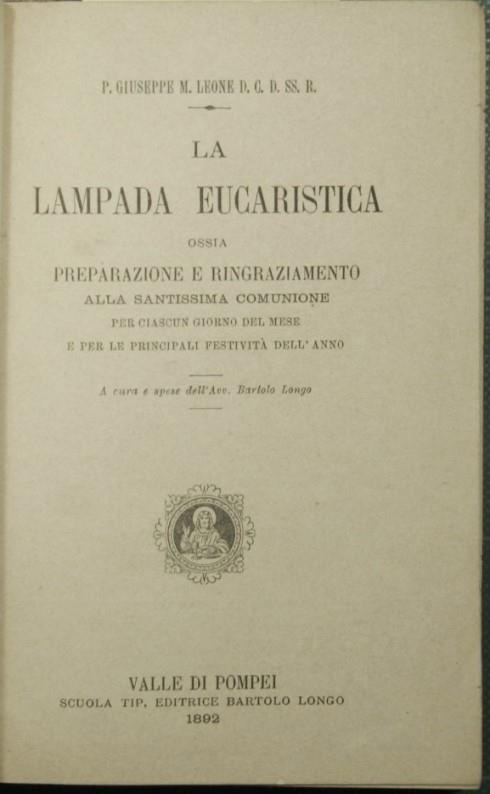 P. GIUSEPPE M. LEONE D. C. D. SS. R.
LA
LAMPADA EUCARISTICA
OSSIA
PREPARAZIONE E RINGRAZIAMENTO
ALLA SANTISSIMA COMUNIONE
PER CIASCUN GIORNO DEL MESE
E PER LE PRINCIPALI FESTIVITÀ DELL'ANNO
A cura e spese dell'Avv. Bartolo Longo
VALLE DI POMPEI
SCUOLA TIP. EDITRICE BARTOLO LONGO
1892